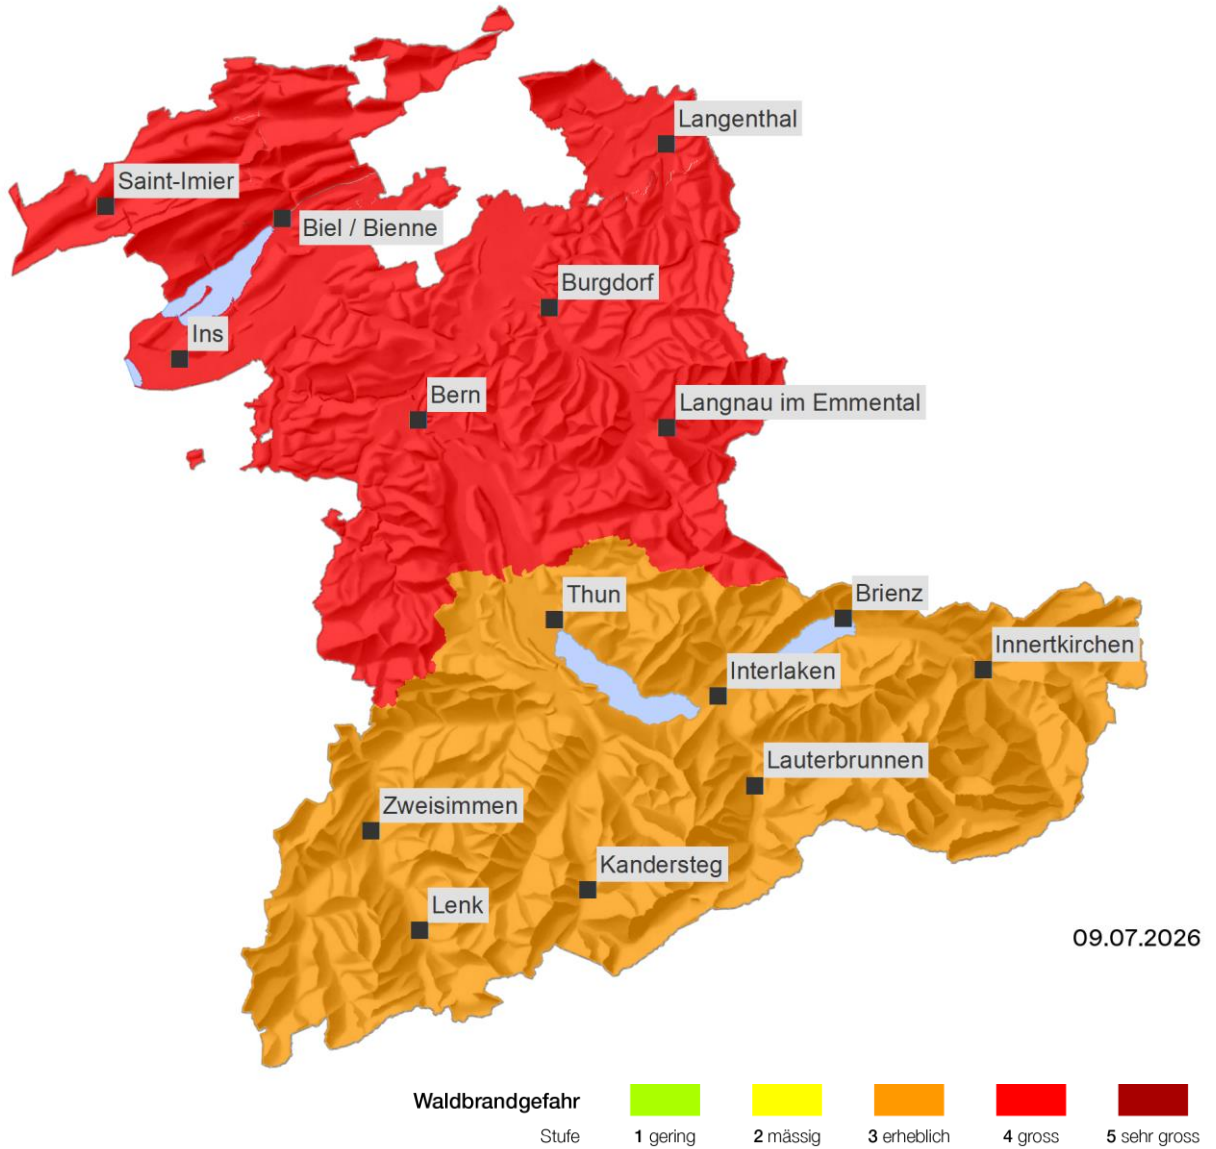 Langenthal
Saint-Imier
Biel / Bienne
Burgdorf
Ins
Bern
Langnau im Emmental
Thun
Brienz
Innertkirchen
Interlaken
Lauterbrunnen
Zweisimmen
Kandersteg
Lenk
09.07.2026
Waldbrandgefahr
Stufe 1 gering 2 mässig 3 erheblich 4 gross 5 sehr gross